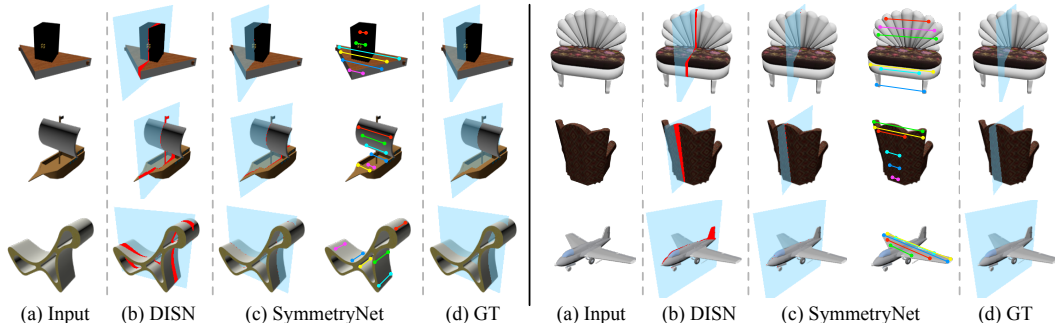 (a) Input (b) DISN (c) SymmetryNet (d) GT (a) Input (b) DISN (c) SymmetryNet (d) GT